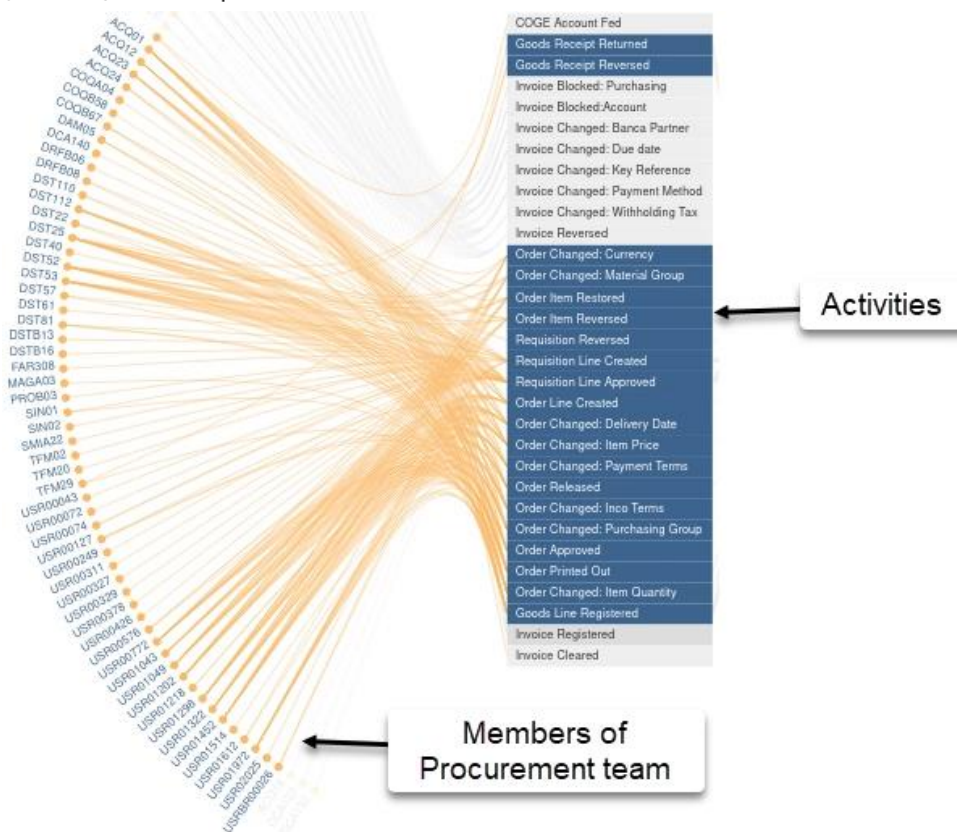 ACQ01
ACQ12
ACQ23
ACQ24
COQA04
COQB58
COQB67
DAM05
DCA140
DRFB06
DRFB08
DST110
DST112
DST22
DST25
DST40
DST52
DST53
DST57
DST61
DST81
DSTB13
DSTB16
FAR308
MAGA03
PROB03
SIN01
SIN02
SMIA22
TFM02
TFM20
TFM29
USR00043
USR00072
USR00074
USR00127
USR00249
USR00311
USR00327
USR00329
USR00378
USR00426
USR00576
USR00772
USR01043
USR01049
USR01202
USR01218
USR01298
USR01322
USR01452
USR01514
USR01612
USR01972
USR02025
USRBR00026
COGE Account Fed
Goods Receipt Returned
Goods Receipt Reversed
Invoice Blocked: Purchasing
Invoice Blocked:Account
Invoice Changed: Banca Partner
Invoice Changed: Due date
Invoice Changed: Key Reference
Invoice Changed: Payment Method
Invoice Changed: Withholding Tax
Invoice Reversed
Order Changed: Currency
Order Changed: Material Group
Order Item Restored
Order Item Reversed
Requisition Reversed
Requisition Line Created
Requisition Line Approved
Order Line Created
Order Changed: Delivery Date
Order Changed: Item Price
Order Changed: Payment Terms
Order Released
Order Changed: Inco Terms
Order Changed: Purchasing Group
Order Approved
Order Printed Out
Order Changed: Item Quantity
Goods Line Registered
Invoice Registered
Invoice Cleared
Activities
Members of
Procurement team